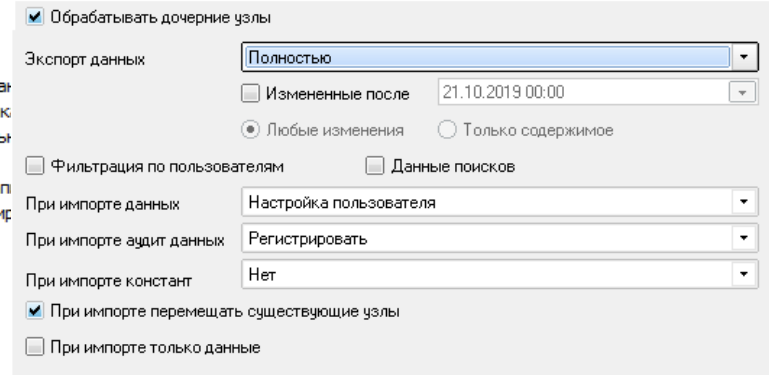 Обрабатывать дочерние узлы
Экспорт данных Полностью
Измененные после 21.10.2019 00:00
Любые изменения Только содержимое
Фильтрация по пользователям Данные поисков
При импорте данных Настройка пользователя
При импорте аудит данных Регистрировать
При импорте констант Нет
При импорте перемещать существующие узлы
При импорте только данные